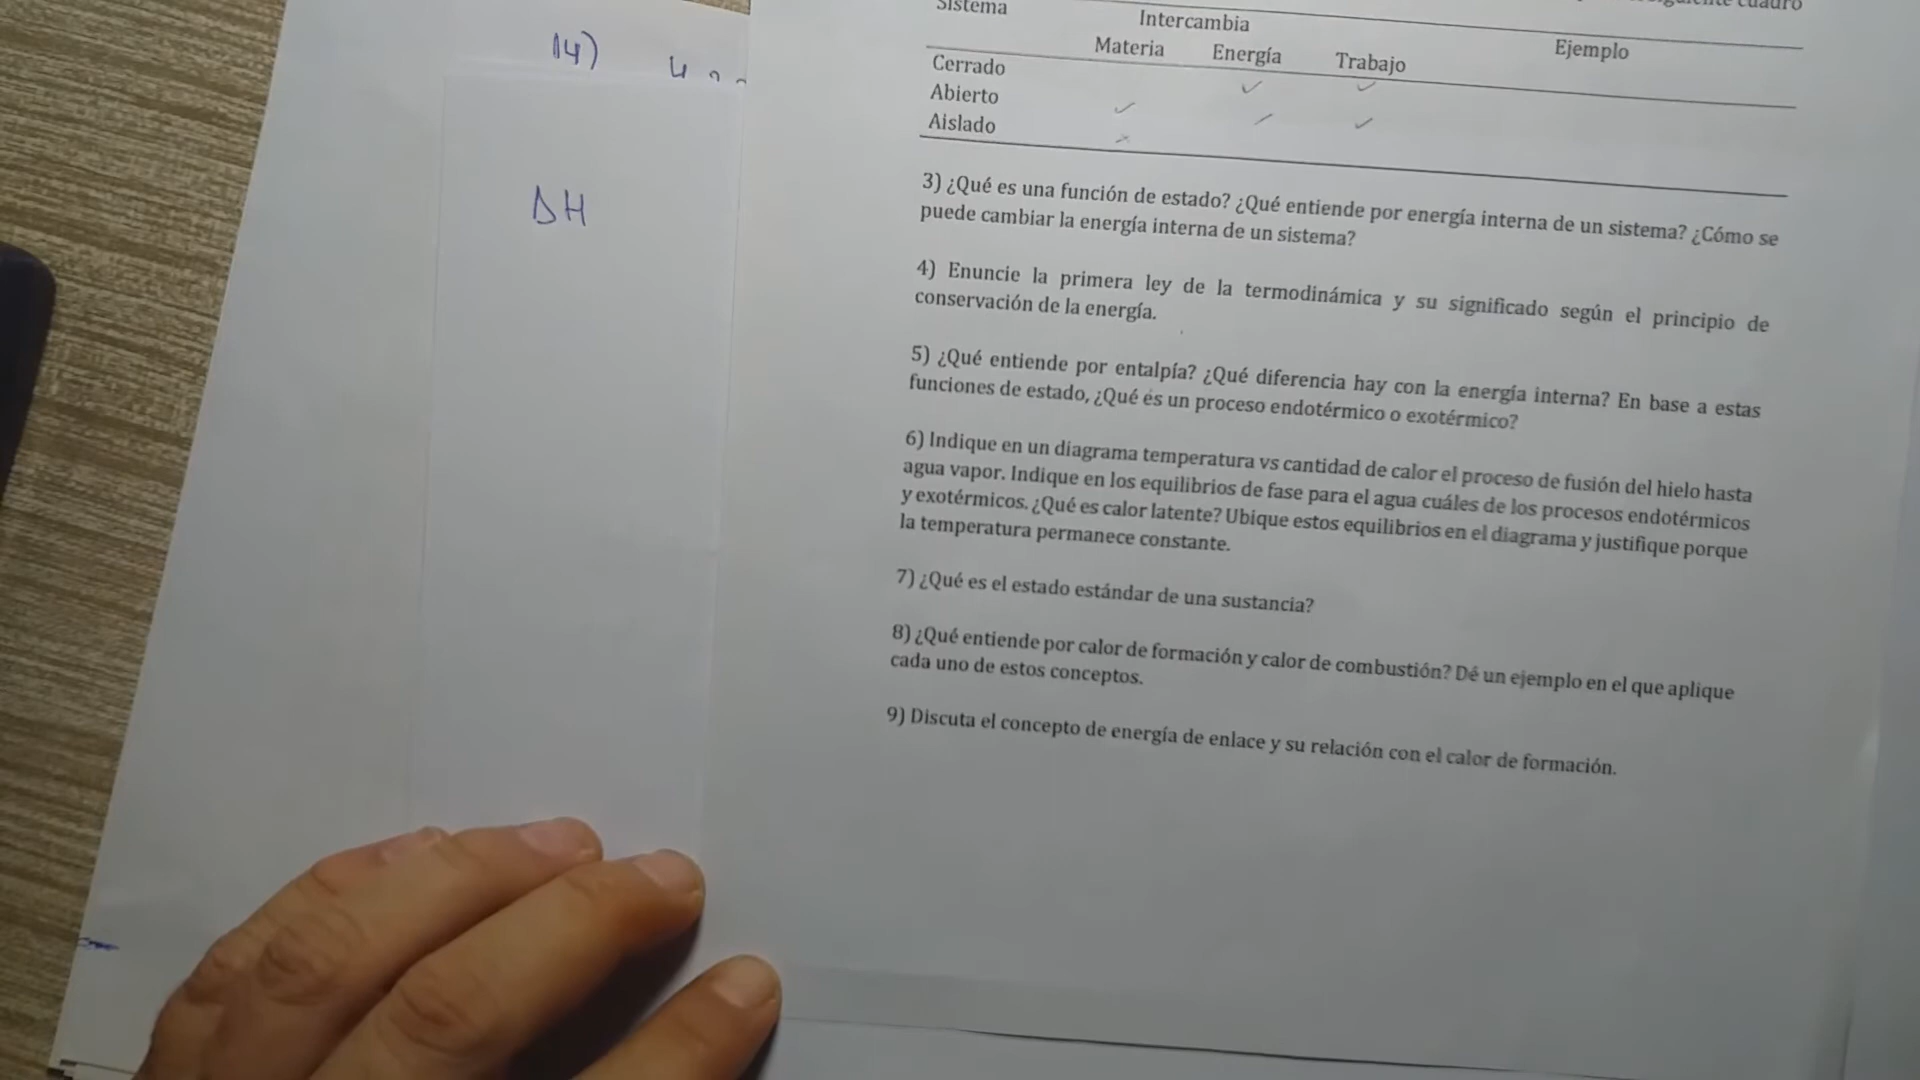 cuadro
Sistema Intercambia Ejemplo
Materia Energía Trabajo
Cerrado ✓ ✓
Abierto ✓ ✓ ✓
Aislado ×
3) ¿Qué es una función de estado? ¿Qué entiende por energía interna de un sistema? ¿Cómo se
puede cambiar la energía interna de un sistema?
4) Enuncie la primera ley de la termodinámica y su significado según el principio de
conservación de la energía.
5) ¿Qué entiende por entalpía? ¿Qué diferencia hay con la energía interna? En base a estas
funciones de estado, ¿Qué es un proceso endotérmico o exotérmico?
6) Indique en un diagrama temperatura vs cantidad de calor el proceso de fusión del hielo hasta
agua vapor. Indique en los equilibrios de fase para el agua cuáles de los procesos endotérmicos
y exotérmicos. ¿Qué es calor latente? Ubique estos equilibrios en el diagrama y justifique porque
la temperatura permanece constante.
7) ¿Qué es el estado estándar de una sustancia?
8) ¿Qué entiende por calor de formación y calor de combustión? Dé un ejemplo en el que aplique
cada uno de estos conceptos.
9) Discuta el concepto de energía de enlace y su relación con el calor de formación.
14)
ΔH